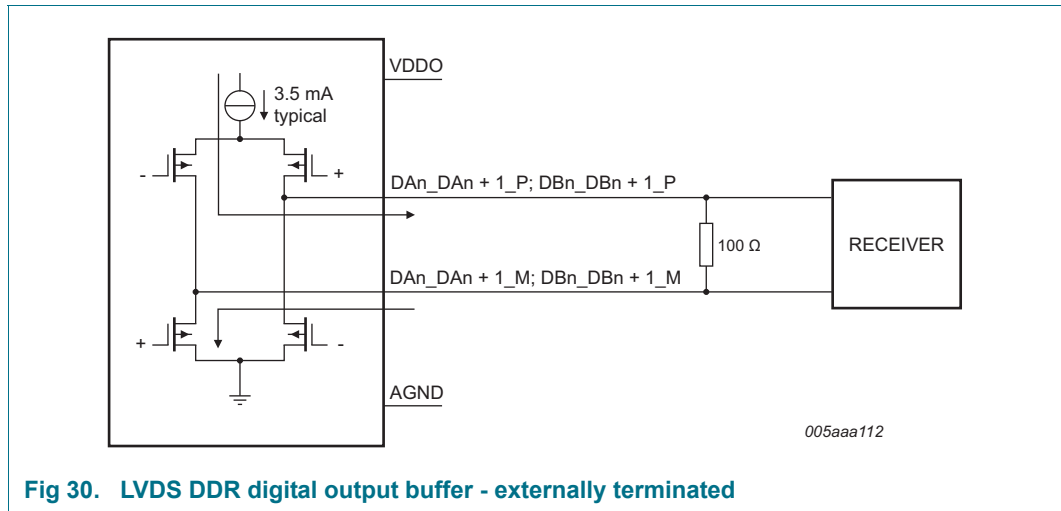 VDDO
3.5 mA
typical
-
+
DAn_DAn + 1_P; DBn_DBn + 1_P
100 Ω
RECEIVER
DAn_DAn + 1_M; DBn_DBn + 1_M
+
-
AGND
005aaa112
Fig 30. LVDS DDR digital output buffer - externally terminated